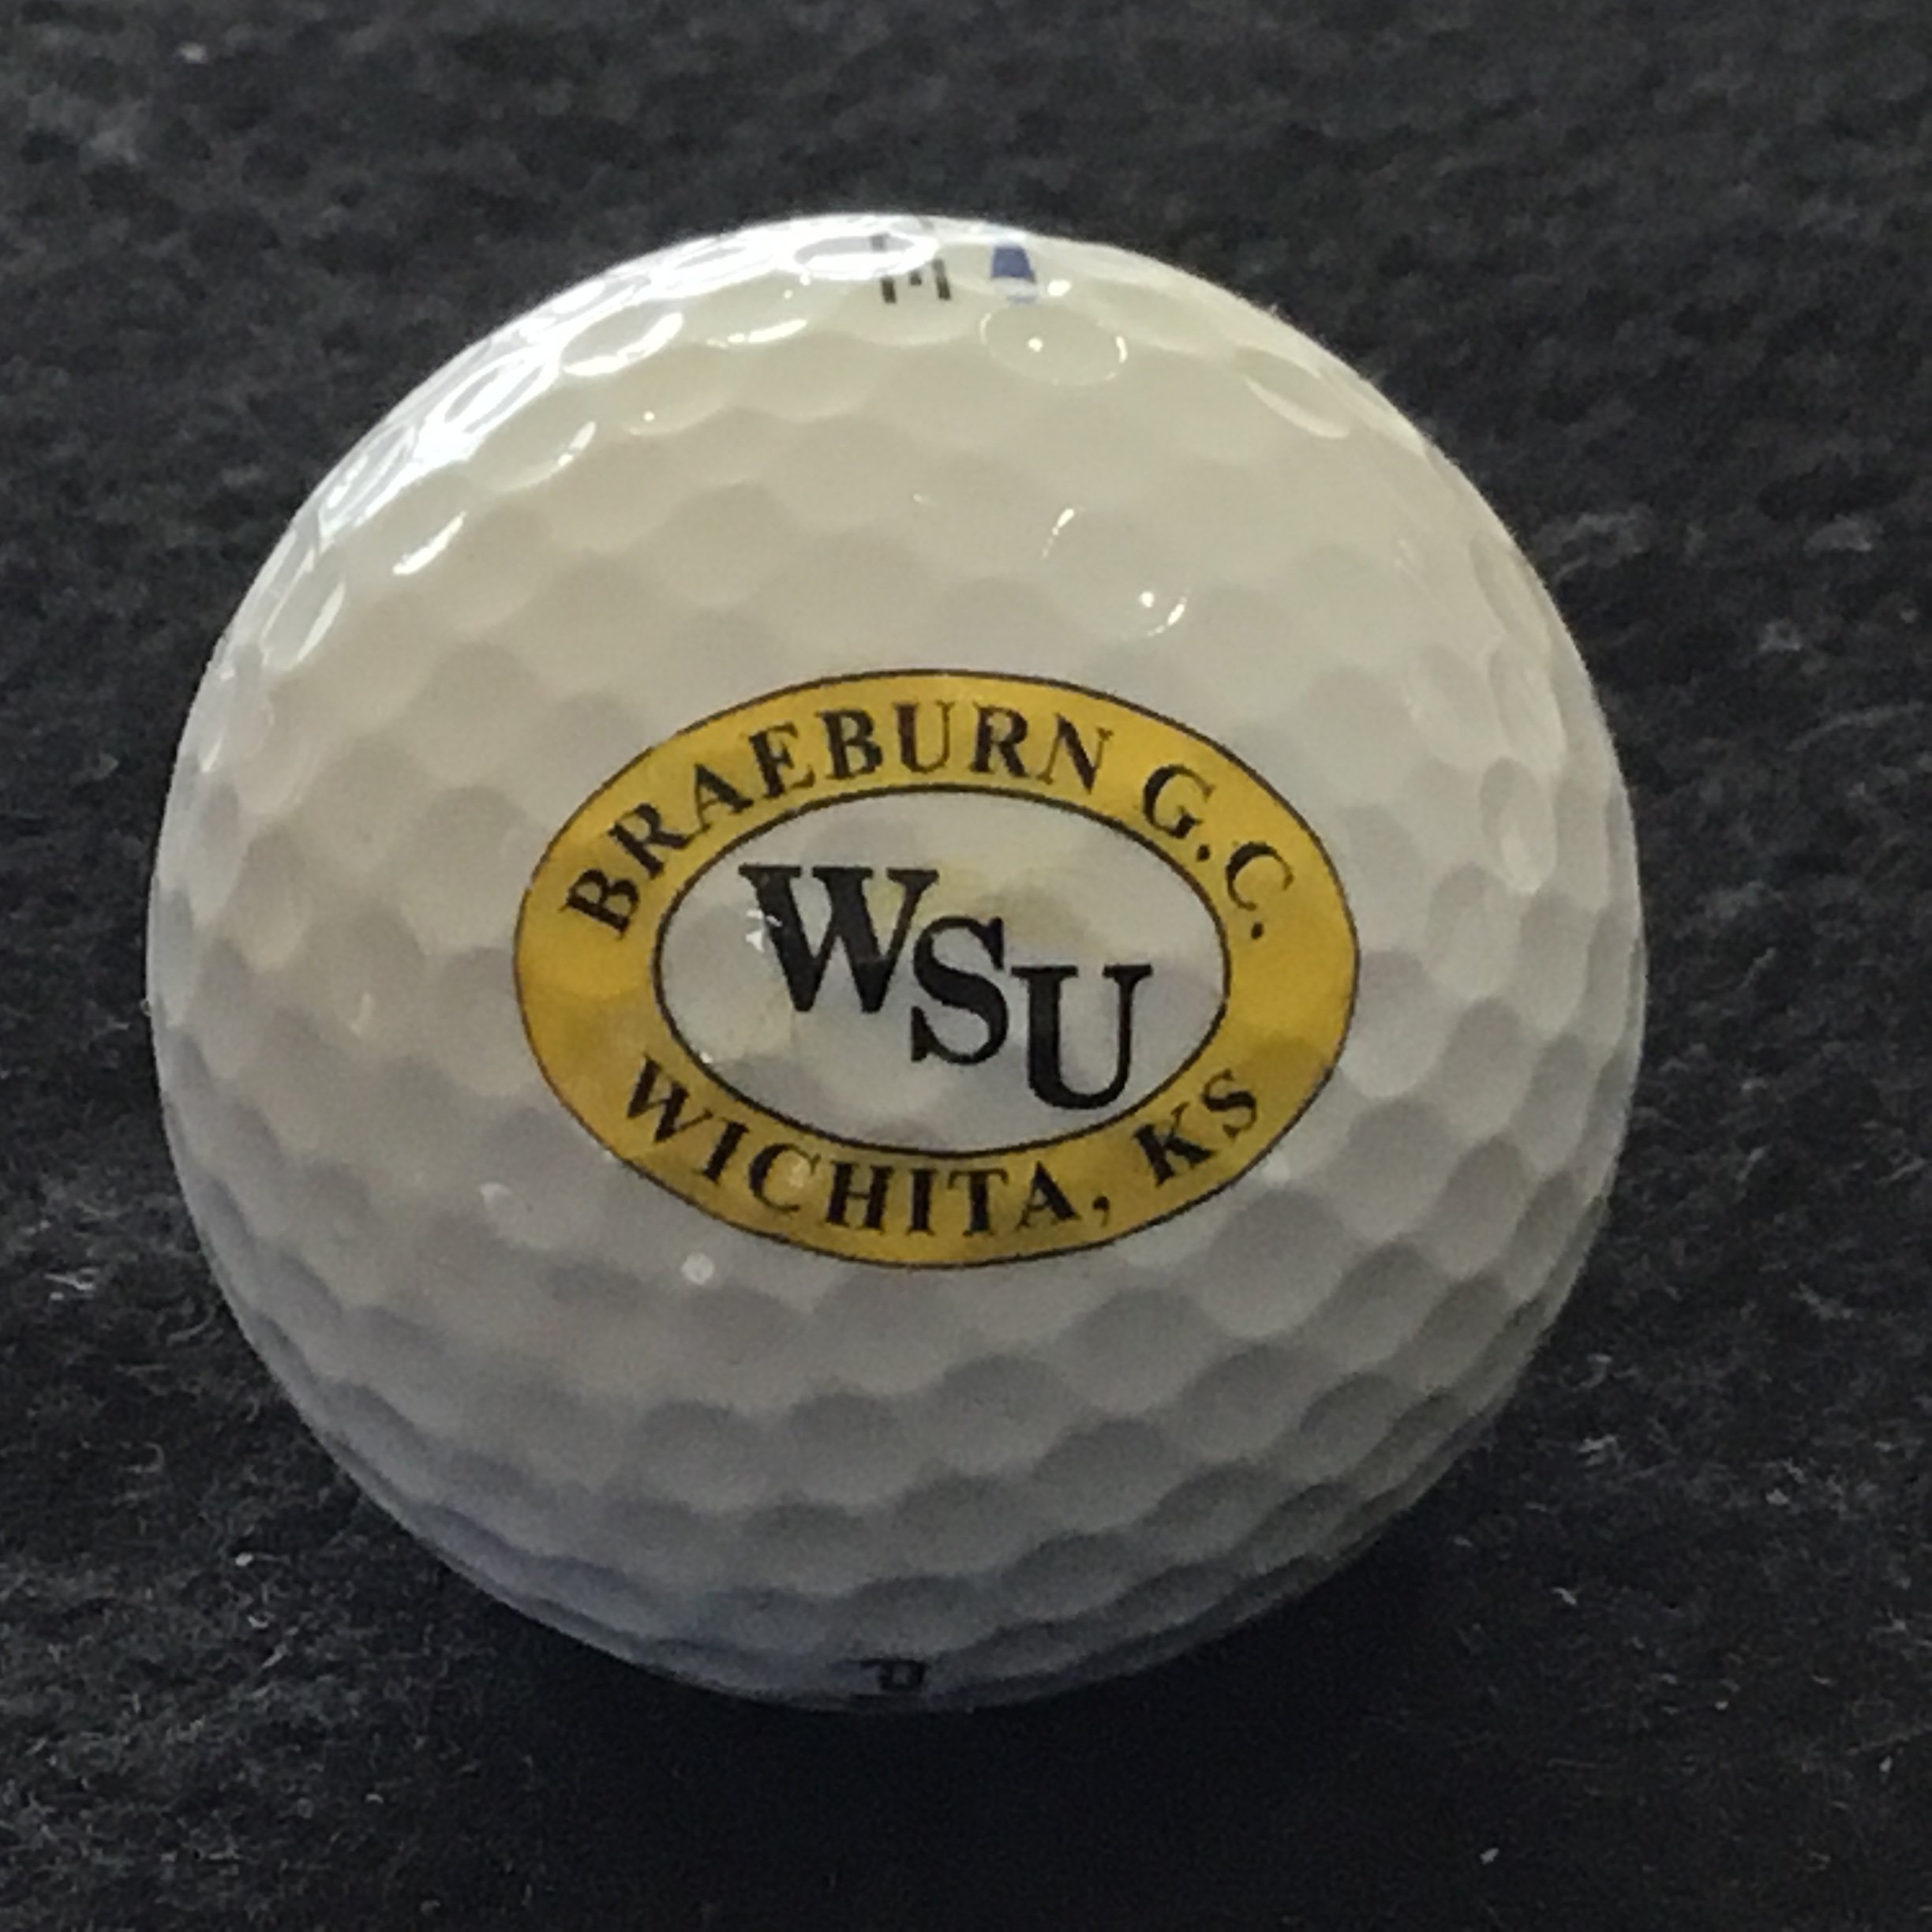 BRAEBURN G.C.
WSU
WICHITA, KS